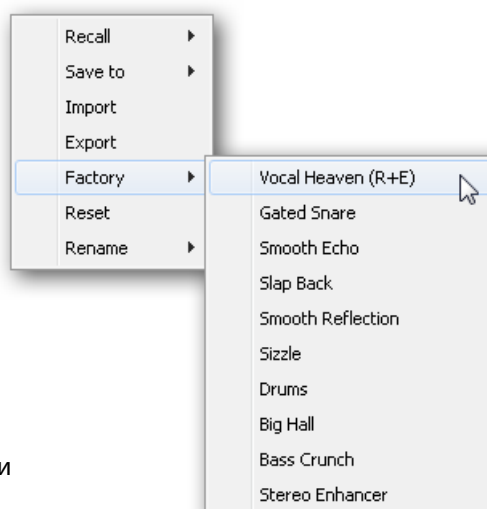 Recall
Save to
Import
Export
Factory
Reset
Rename
Vocal Heaven (R+E)
Gated Snare
Smooth Echo
Slap Back
Smooth Reflection
Sizzle
Drums
Big Hall
Bass Crunch
Stereo Enhancer
и